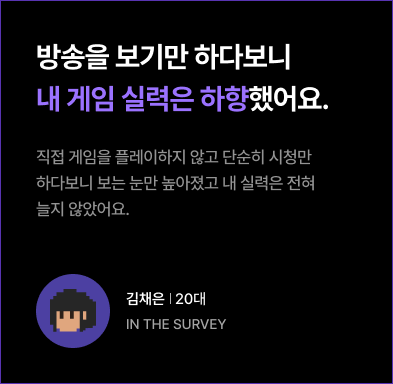 방송을 보기만 하다보니
내 게임 실력은 하향했어요.
직접 게임을 플레이하지 않고 단순히 시청만
하다보니 보는 눈만 높아졌고 내 실력은 전혀
늘지 않았어요.
김채은 | 20대
IN THE SURVEY